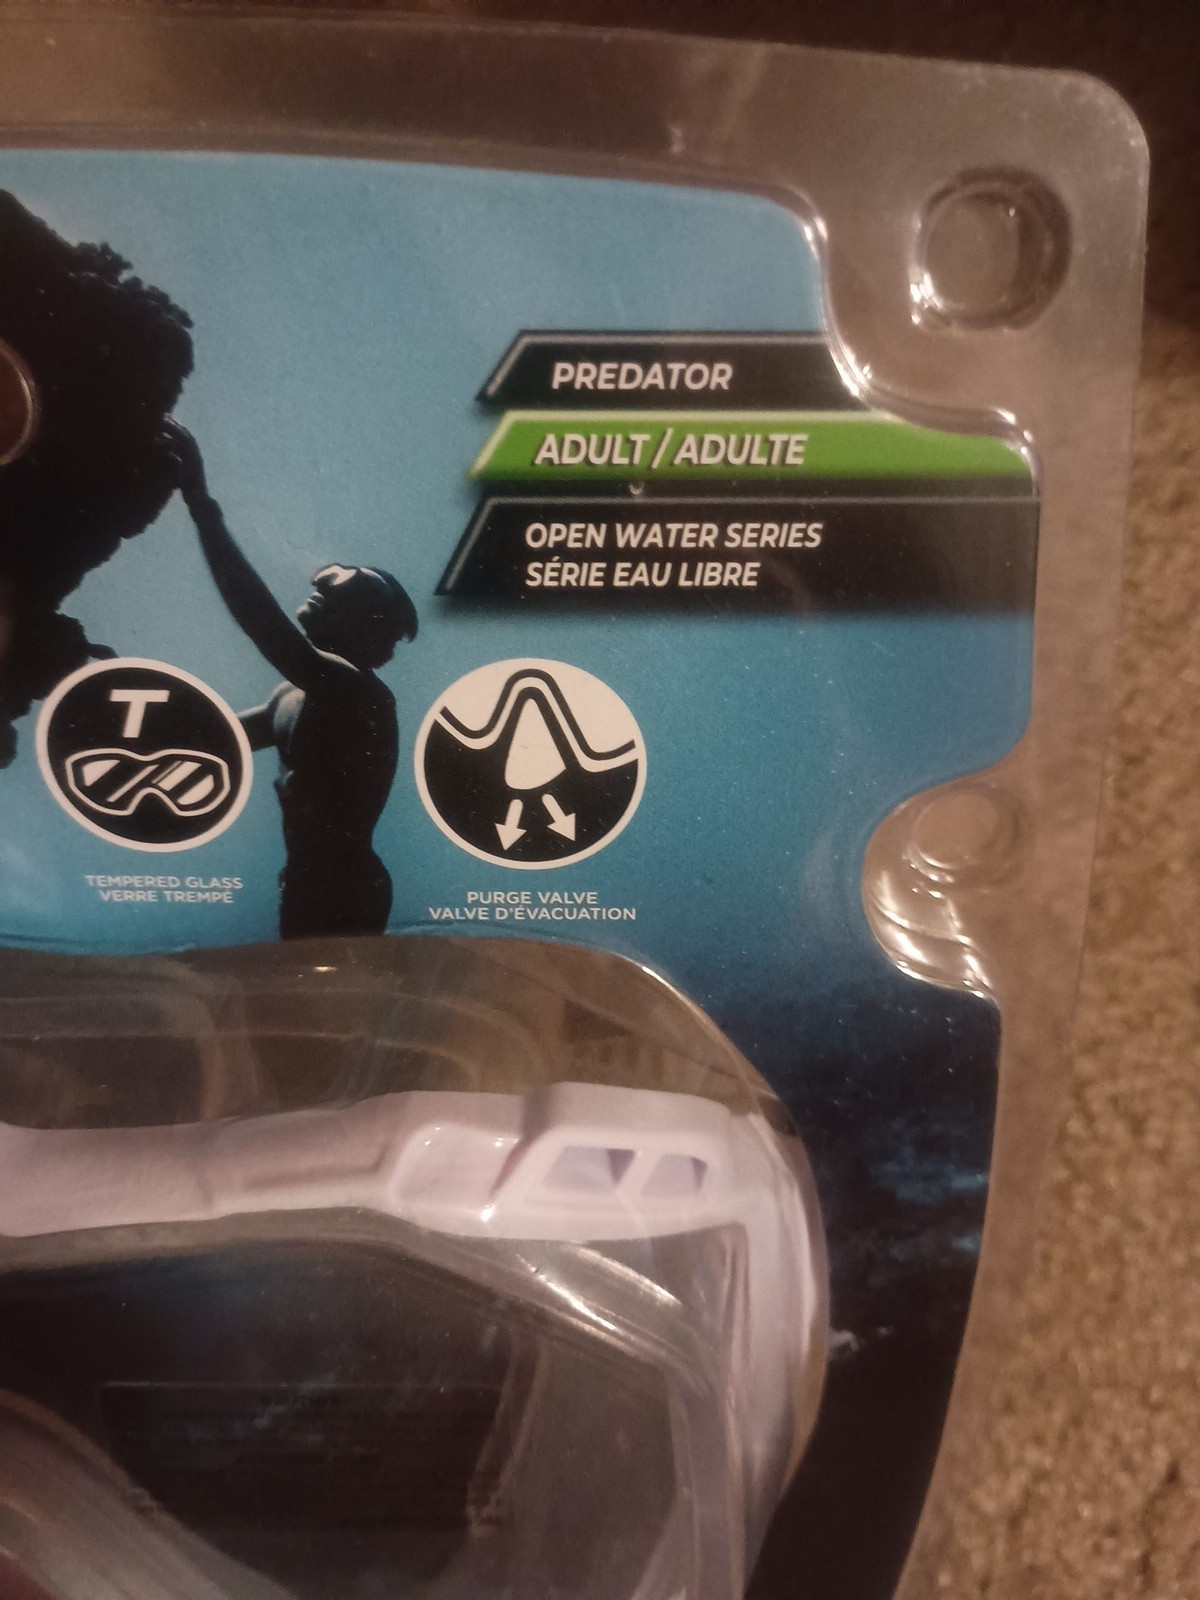 PREDATOR
ADULT / ADULTE
OPEN WATER SERIES
SÉRIE EAU LIBRE
T
TEMPERED GLASS
VERRE TREMPÉ
PURGE VALVE
VALVE D'ÉVACUATION